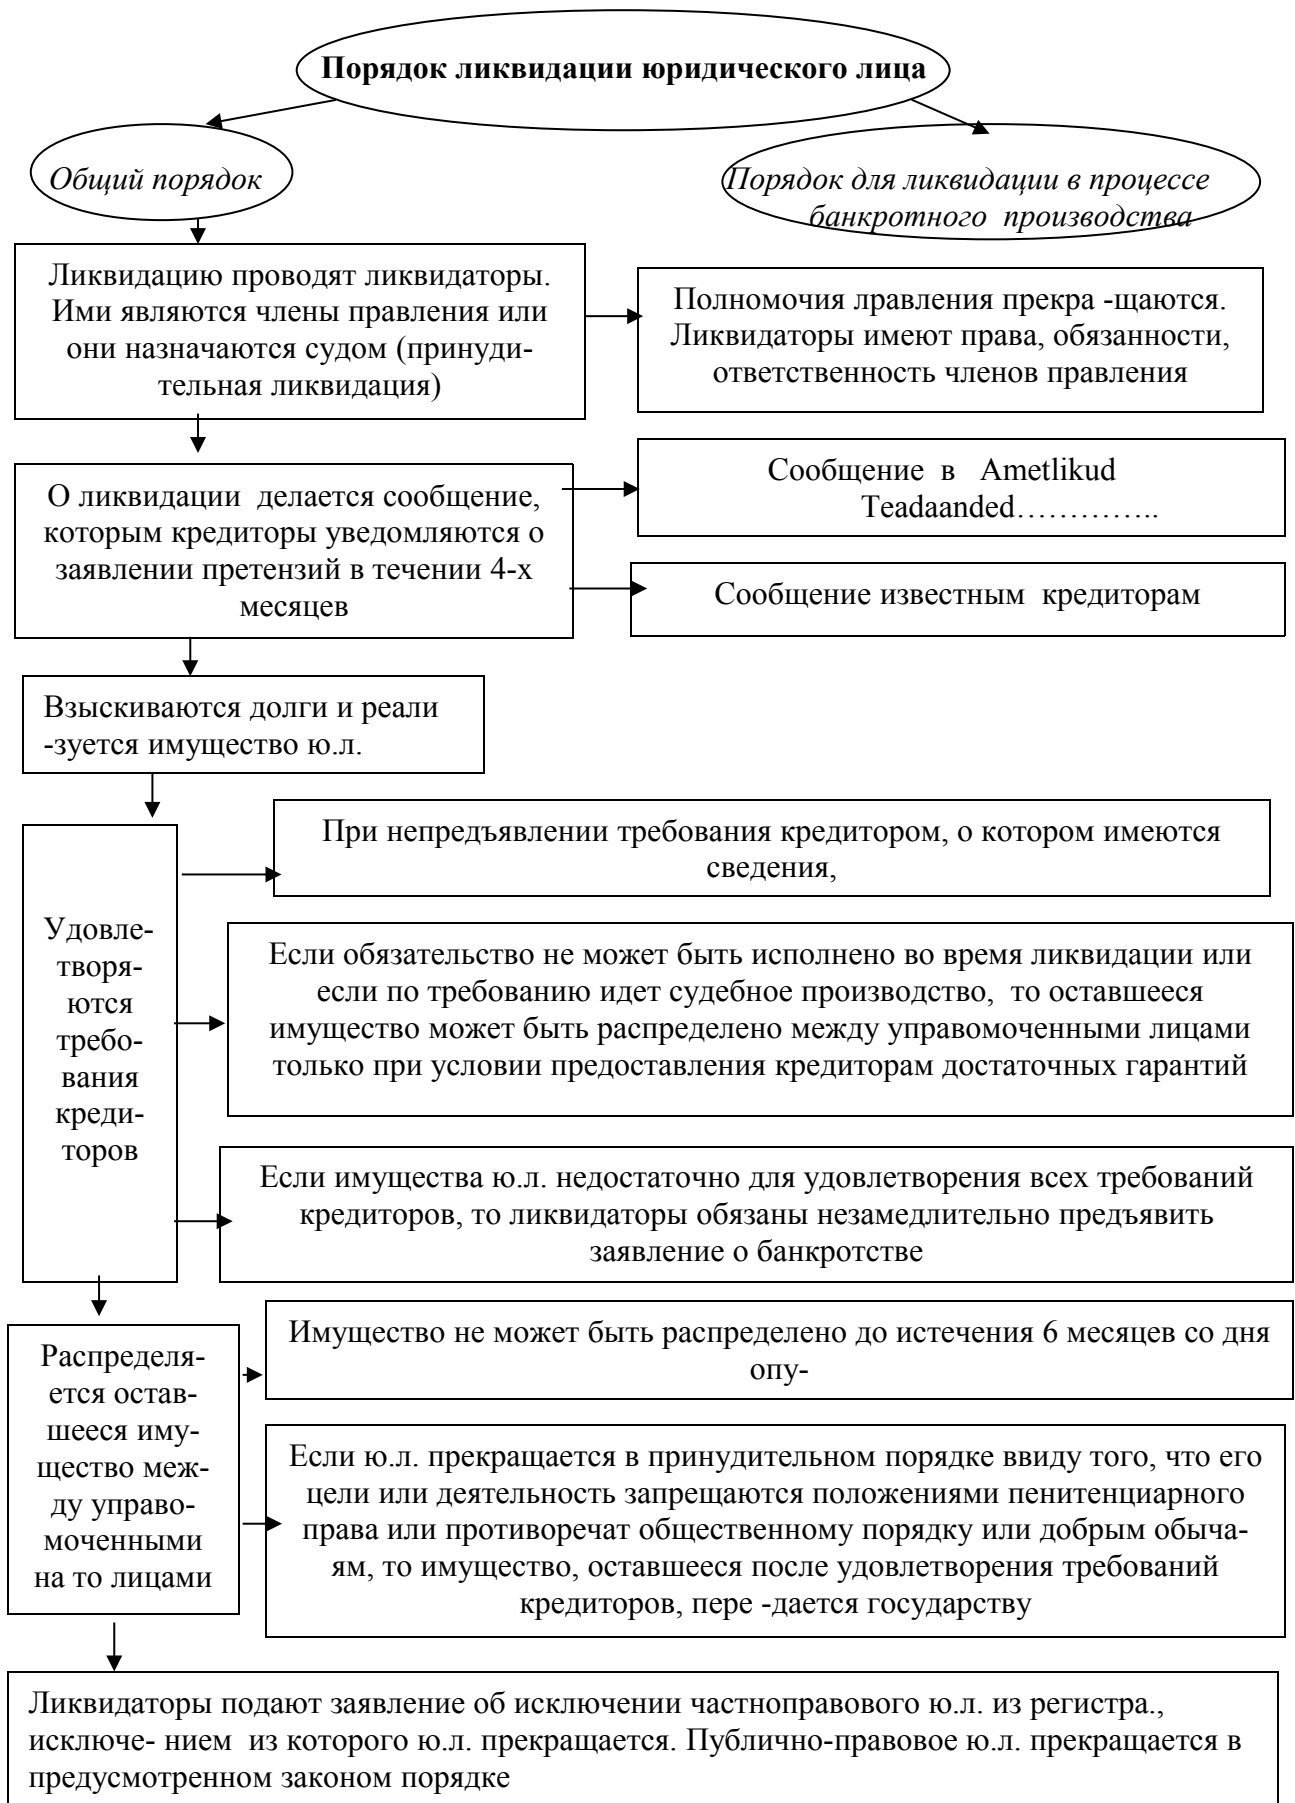 Порядок ликвидации юридического лица
Общий порядок
Порядок для ликвидации в процессе
банкротного производства
Ликвидацию проводят ликвидаторы.
Ими являются члены правления или
они назначаются судом (принуди-
тельная ликвидация)
Полномочия лравления прекра -щаются.
Ликвидаторы имеют права, обязанности,
ответственность членов правления
О ликвидации делается сообщение,
которым кредиторы уведомляются о
заявлении претензий в течении 4-х
месяцев
Сообщение в Ametlikud
Teadaanded…………..
Сообщение известным кредиторам
Взыскиваются долги и реали
-зуется имущество ю.л.
Удовле-
творя-
ются
требо-
вания
креди-
торов
При непредъявлении требования кредитором, о котором имеются
сведения,
Если обязательство не может быть исполнено во время ликвидации или
если по требованию идет судебное производство, то оставшееся
имущество может быть распределено между управомоченными лицами
только при условии предоставления кредиторам достаточных гарантий
Если имущества ю.л. недостаточно для удовлетворения всех требований
кредиторов, то ликвидаторы обязаны незамедлительно предъявить
заявление о банкротстве
Распределя-
ется остав-
шееся иму-
щество меж-
ду управо-
моченными
на то лицами
Имущество не может быть распределено до истечения 6 месяцев со дня
опу-
Если ю.л. прекращается в принудительном порядке ввиду того, что его
цели или деятельность запрещаются положениями пенитенциарного
права или противоречат общественному порядку или добрым обыча-
ям, то имущество, оставшееся после удовлетворения требований
кредиторов, пере -дается государству
Ликвидаторы подают заявление об исключении частноправового ю.л. из регистра.,
исключе- нием из которого ю.л. прекращается. Публично-правовое ю.л. прекращается в
предусмотренном законом порядке